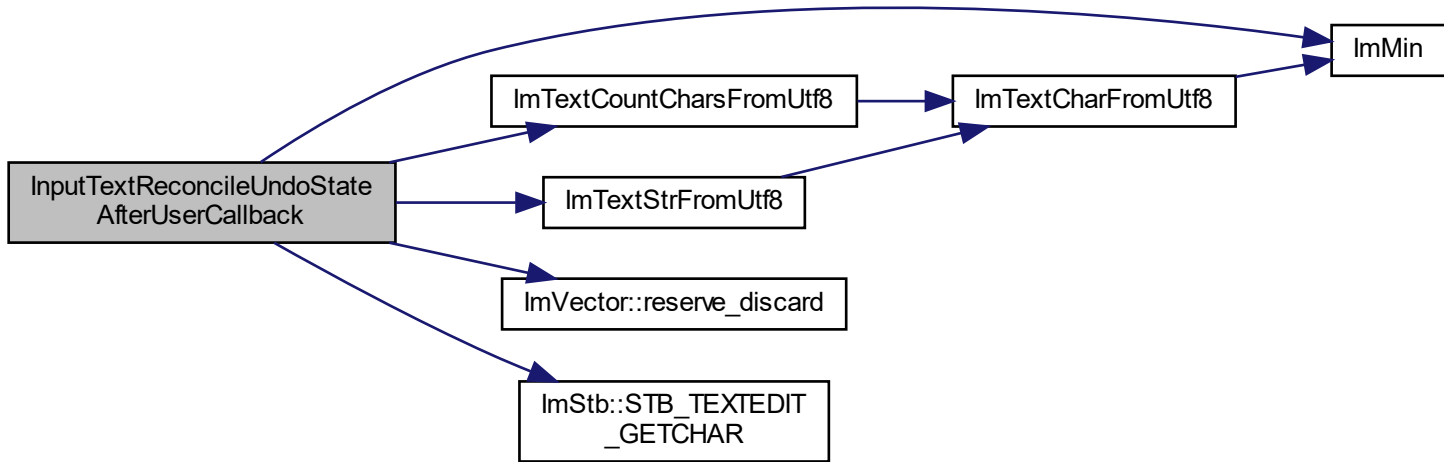 InputTextReconcileUndoState
AfterUserCallback
ImMin
ImTextCountCharsFromUtf8
ImTextCharFromUtf8
ImTextStrFromUtf8
ImVector::reserve_discard
ImStb::STB_TEXTEDIT
_GETCHAR